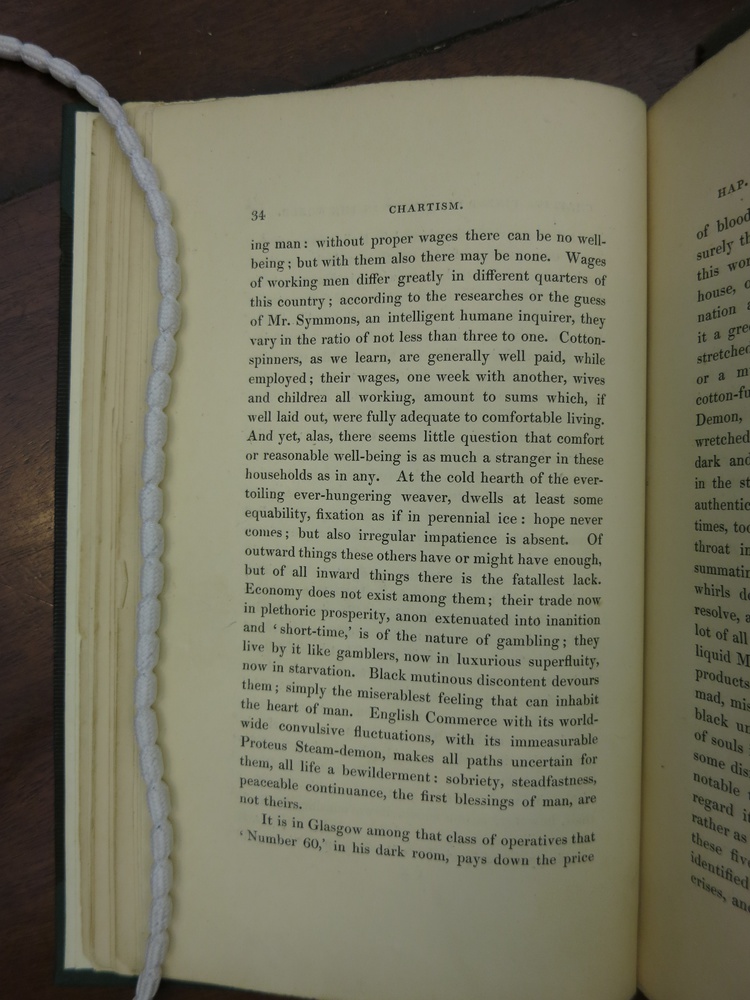 34
CHARTISM.
ing man: without proper wages there can be no well-
being; but with them also there may be none. Wages
of working men differ greatly in different quarters of
this country; according to the researches or the guess
of Mr. Symmons, an intelligent humane inquirer, they
vary in the ratio of not less than three to one. Cotton-
spinners, as we learn, are generally well paid, while
employed; their wages, one week with another, wives
and children all working, amount to sums which, if
well laid out, were fully adequate to comfortable living.
And yet, alas, there seems little question that comfort
or reasonable well-being is as much a stranger in these
households as in any. At the cold hearth of the ever-
toiling ever-hungering weaver, dwells at least some
equability, fixation as if in perennial ice: hope never
comes; but also irregular impatience is absent. Of
outward things these others have or might have enough,
but of all inward things there is the fatallest lack.
Economy does not exist among them; their trade now
in plethoric prosperity, anon extenuated into inanition
and ‘short-time,’ is of the nature of gambling; they
live by it like gamblers, now in luxurious superfluity,
now in starvation. Black mutinous discontent devours
them; simply the miserablest feeling that can inhabit
the heart of man. English Commerce with its world-
wide convulsive fluctuations, with its immeasurable
Proteus Steam-demon, makes all paths uncertain for
them, all life a bewilderment: sobriety, steadfastness,
peaceable continuance, the first blessings of man, are
not theirs.
It is in Glasgow among that class of operatives that
‘Number 60,’ in his dark room, pays down the price
HAP.
of blood
surely
this
house,
nation
it a
stretched
or a
Demon,
wretched
dark and
in the
authentic
times,
throat
whirls
resolve,
lot of all
liquid
products
mad,
black
of souls
some
notable
regard
rather as
these
identified
crises,